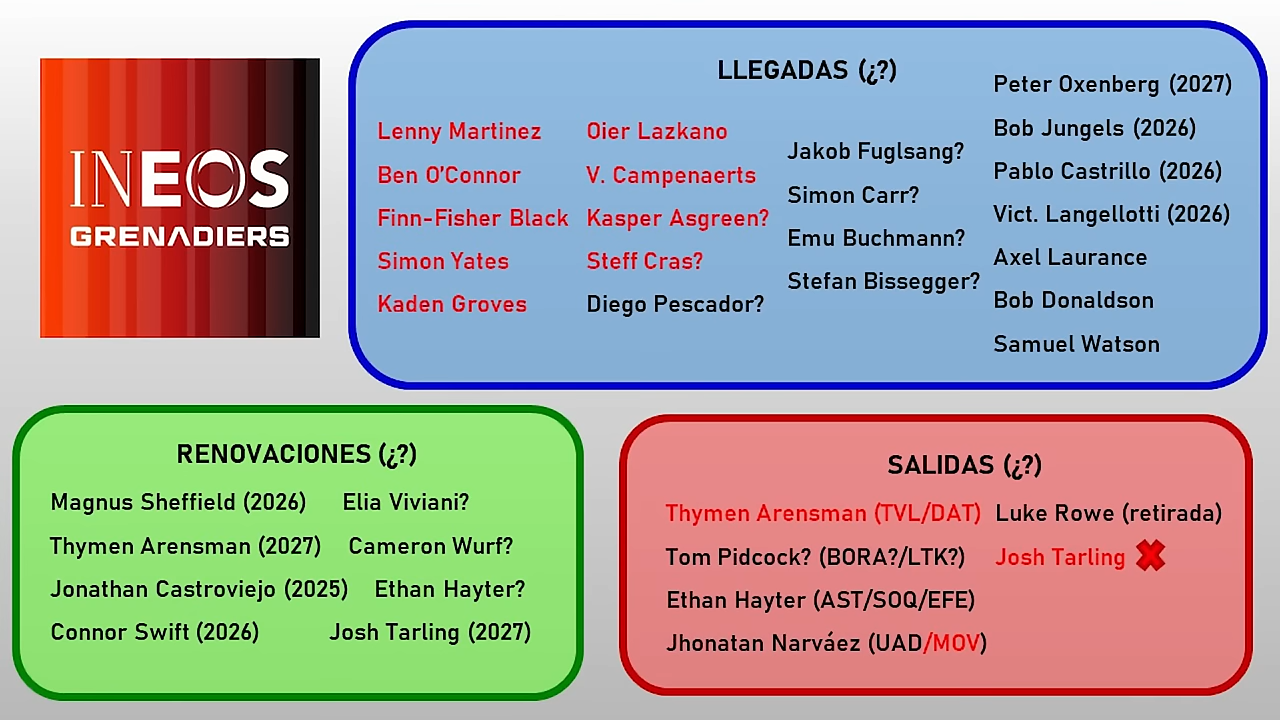 INEOS
GRENADIERS
LLEGADAS (¿?)
Lenny Martinez
Ben O'Connor
Finn-Fisher Black
Simon Yates
Kaden Groves
Oier Lazkano
V. Campenaerts
Kasper Asgreen?
Steff Cras?
Diego Pescador?
Jakob Fuglsang?
Simon Carr?
Emu Buchmann?
Stefan Bissegger?
Peter Oxenberg (2027)
Bob Jungels (2026)
Pablo Castrillo (2026)
Vict. Langellotti (2026)
Axel Laurance
Bob Donaldson
Samuel Watson
RENOVACIONES (¿?)
Magnus Sheffield (2026)
Thymen Arensman (2027)
Jonathan Castroviejo (2025)
Connor Swift (2026)
Elia Viviani?
Cameron Wurf?
Ethan Hayter?
Josh Tarling (2027)
SALIDAS (¿?)
Thymen Arensman (TVL/DAT)
Tom Pidcock? (BORA?/LTK?)
Ethan Hayter (AST/SOQ/EFE)
Jhonatan Narváez (UAD/MOV)
Luke Rowe (retirada)
Josh Tarling